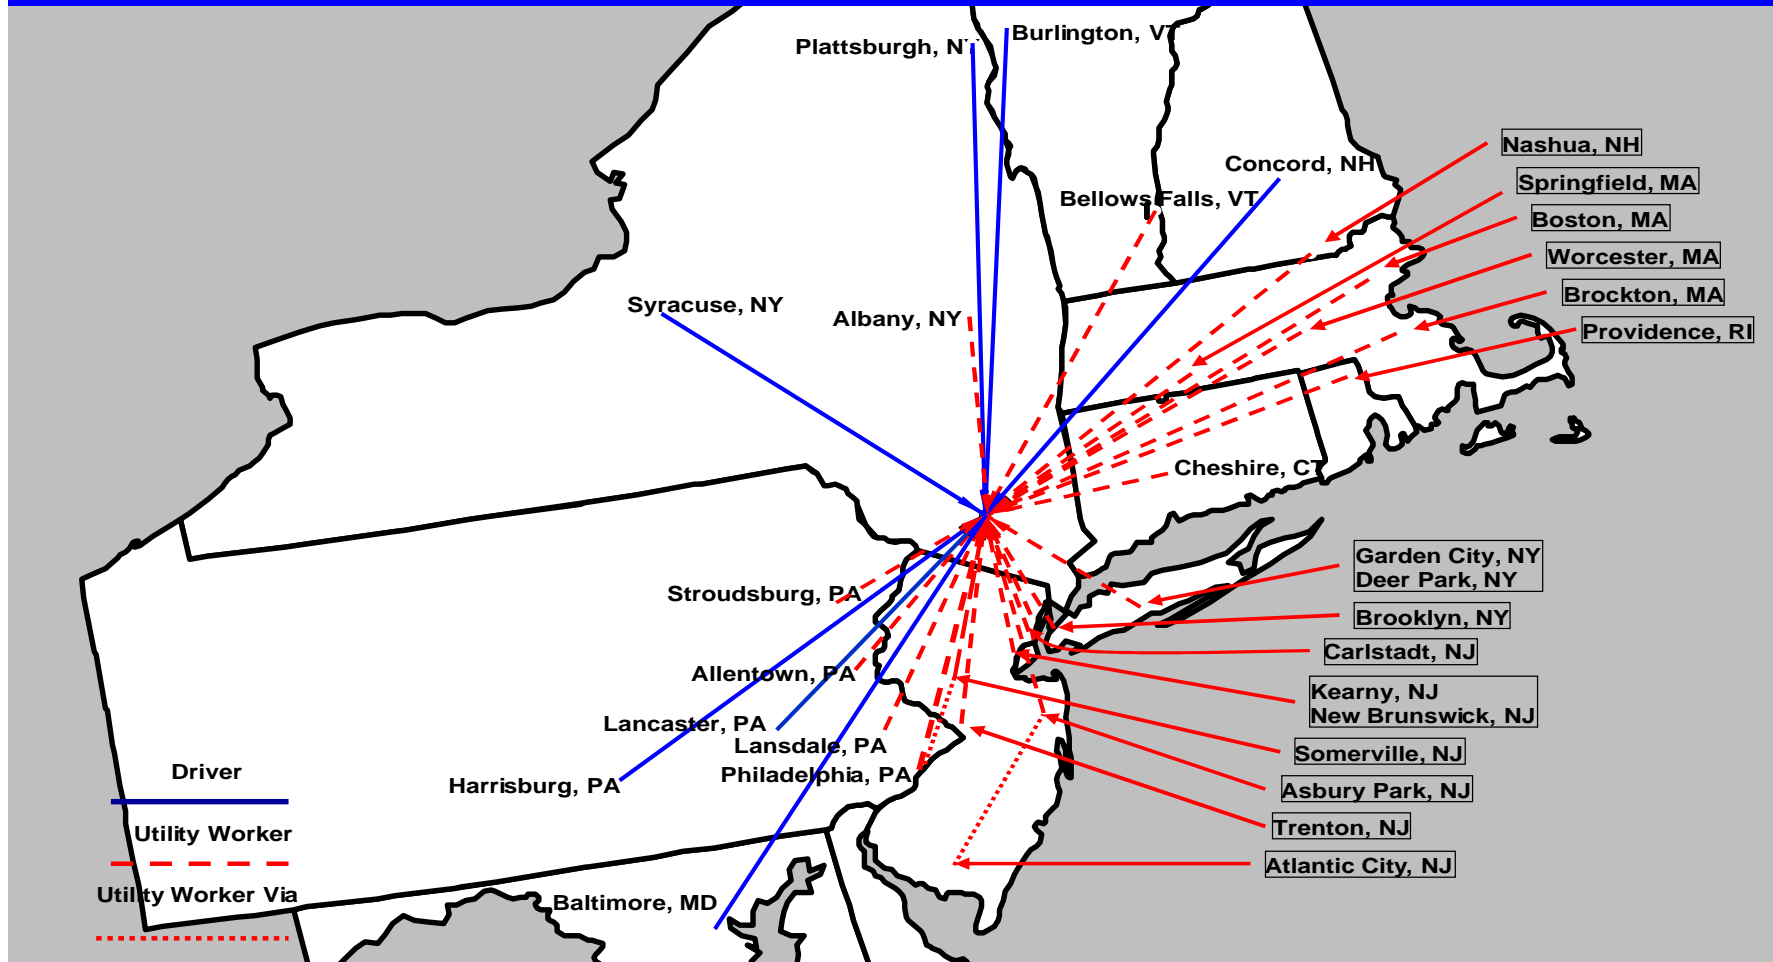 Plattsburgh, NY
Burlington, VT
Nashua, NH
Concord, NH
Springfield, MA
Bellows Falls, VT
Boston, MA
Worcester, MA
Brockton, MA
Syracuse, NY
Albany, NY
Providence, RI
Cheshire, CT
Garden City, NY
Deer Park, NY
Stroudsburg, PA
Brooklyn, NY
Carlstadt, NJ
Allentown, PA
Kearny, NJ
New Brunswick, NJ
Lancaster, PA
Lansdale, PA
Somerville, NJ
Driver
Philadelphia, PA
Harrisburg, PA
Asbury Park, NJ
Trenton, NJ
Utility Worker
Atlantic City, NJ
Utility Worker Via
Baltimore, MD